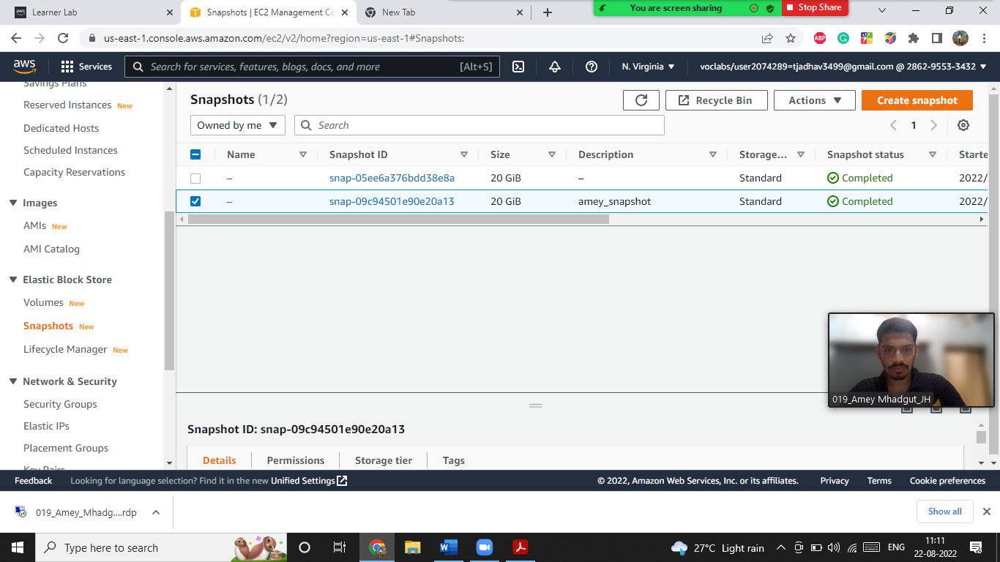 Learner Lab
Snapshots | EC2 Management Co
New Tab
You are screen sharing
Stop Share
us-east-1.console.aws.amazon.com/ec2/v2/home?region=us-east-1#Snapshots:
ABP
aws
Services
Search for services, features, blogs, docs, and more
[Alt+S]
N. Virginia
voclabs/user2074289=tjadhav3499@gmail.com @ 2862-9553-3432
Savings Plans
Reserved Instances New
Dedicated Hosts
Scheduled Instances
Capacity Reservations
Images
AMIs New
AMI Catalog
Elastic Block Store
Volumes New
Snapshots New
Lifecycle Manager New
Network & Security
Security Groups
Elastic IPs
Placement Groups
Key Pairs
Snapshots (1/2)
Recycle Bin
Actions
Create snapshot
Owned by me
Search
1
Name Snapshot ID Size Description Storage... Snapshot status Starte
– snap-05ee6a376bdd38e8a 20 GiB – Standard Completed 2022/
– snap-09c94501e90e20a13 20 GiB amey_snapshot Standard Completed 2022/
019_Amey Mhadgut_JH
Snapshot ID: snap-09c94501e90e20a13
Details Permissions Storage tier Tags
Feedback Looking for language selection? Find it in the new Unified Settings
© 2022, Amazon Web Services, Inc. or its affiliates. Privacy Terms Cookie preferences
019_Amey_Mhadg....rdp
Show all
Type here to search
27°C Light rain
ENG
11:11
22-08-2022